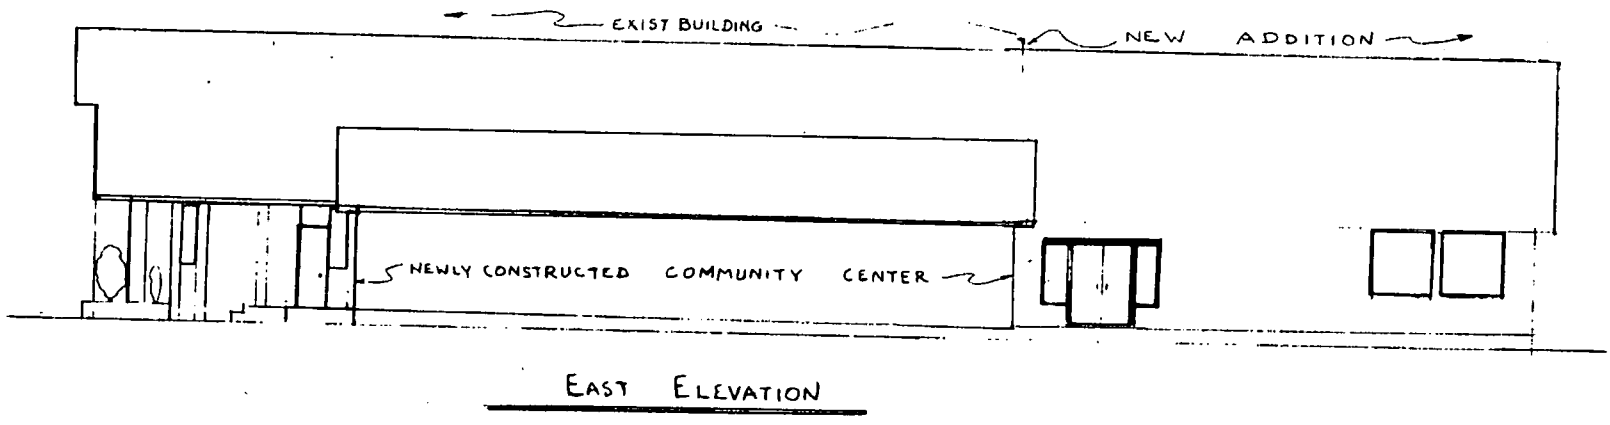 EXIST BUILDING
NEW ADDITION
NEWLY CONSTRUCTED COMMUNITY CENTER
EAST ELEVATION